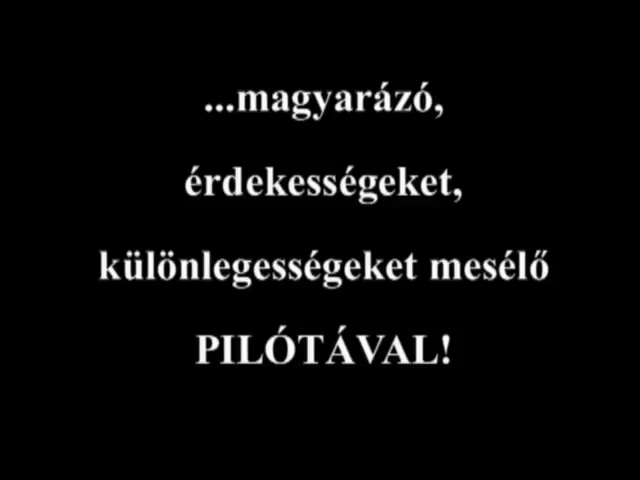 ...magyarázó,
érdekességeket,
különlegességeket mesélő
PILÓTÁVAL!